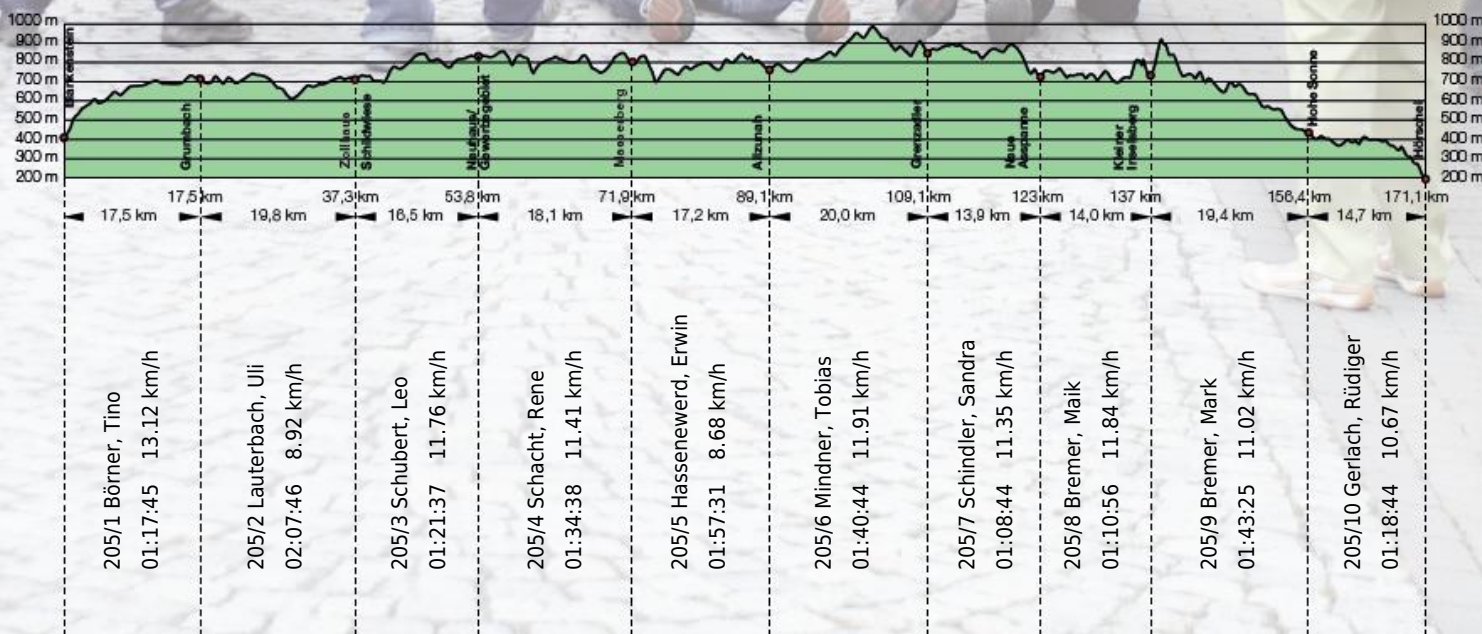 1000 m
900 m
800 m
700 m
600 m
500 m
400 m
300 m
200 m
1000 m
900 m
800 m
700 m
600 m
500 m
400 m
300 m
200 m
Blankenstein
Grumbach
Zollhaus
Schildwiese
Neuhaus/
Masserberg
Allzunah
Grenzadler
Neue
Ausspanne
Kleiner
Inselsberg
Hohe Sonne
Hörschel
17,5 km
37,3 km
53,8 km
71,9 km
89,1 km
109,1 km
123 km
137 km
156,4 km
171,1 km
17,5 km
19,8 km
16,5 km
18,1 km
17,2 km
20,0 km
13,9 km
14,0 km
19,4 km
14,7 km
205/1 Börner, Tino
01:17:45 13.12 km/h
205/2 Lauterbach, Uli
02:07:46 8.92 km/h
205/3 Schubert, Leo
01:21:37 11.76 km/h
205/4 Schacht, Rene
01:34:38 11.41 km/h
205/5 Hassenewerd, Erwin
01:57:31 8.68 km/h
205/6 Mindner, Tobias
01:40:44 11.91 km/h
205/7 Schindler, Sandra
01:08:44 11.35 km/h
205/8 Bremer, Maik
01:10:56 11.84 km/h
205/9 Bremer, Mark
01:43:25 11.02 km/h
205/10 Gerlach, Rüdiger
01:18:44 10.67 km/h